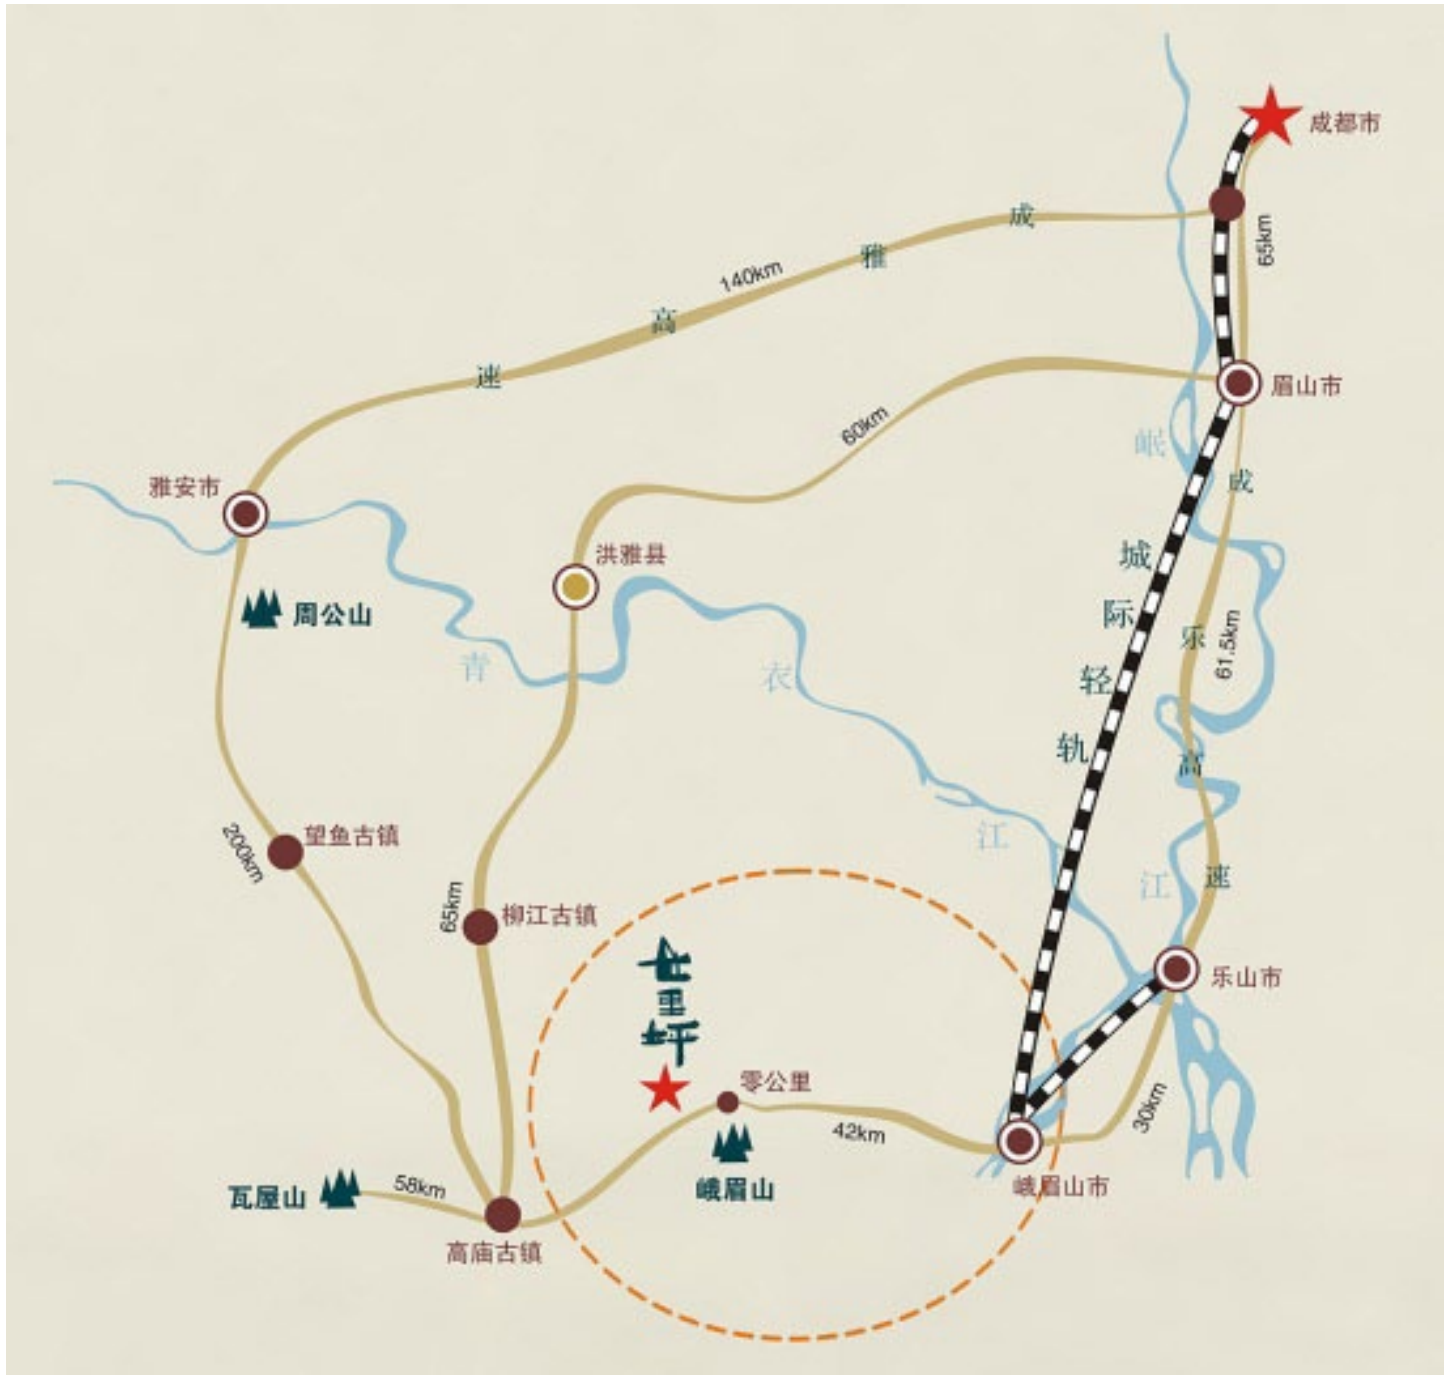 成都市
成雅高速
140km
65km
眉山市
60km
岷江
成乐高速
61.5km
城际轻轨
雅安市
周公山
洪雅县
青衣江
望鱼古镇
200km
65km
柳江古镇
七里坪
乐山市
零公里
42km
30km
峨眉山
峨眉山市
瓦屋山
58km
高庙古镇